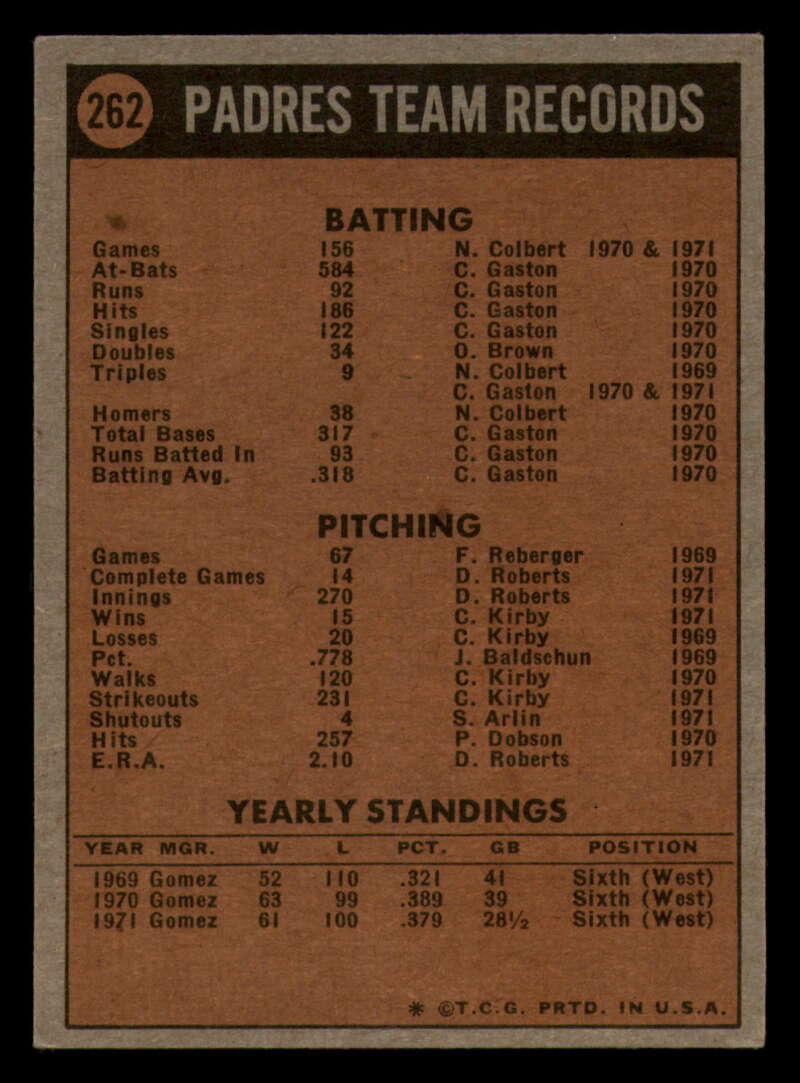 262 PADRES TEAM RECORDS
BATTING
Games 156 N. Colbert 1970 & 1971
At-Bats 584 C. Gaston 1970
Runs 92 C. Gaston 1970
Hits 186 C. Gaston 1970
Singles 122 C. Gaston 1970
Doubles 34 O. Brown 1970
Triples 9 N. Colbert 1969
C. Gaston 1970 & 1971
Homers 38 N. Colbert 1970
Total Bases 317 C. Gaston 1970
Runs Batted In 93 C. Gaston 1970
Batting Avg. .318 C. Gaston 1970
PITCHING
Games 67 F. Reberger 1969
Complete Games 14 D. Roberts 1971
Innings 270 D. Roberts 1971
Wins 15 C. Kirby 1971
Losses 20 C. Kirby 1969
Pct. .778 J. Baldschun 1969
Walks 120 C. Kirby 1970
Strikeouts 231 C. Kirby 1971
Shutouts 4 S. Arlin 1971
Hits 257 P. Dobson 1970
E.R.A. 2.10 D. Roberts 1971
YEARLY STANDINGS
YEAR MGR. W L PCT. GB POSITION
1969 Gomez 52 110 .321 41 Sixth (West)
1970 Gomez 63 99 .389 39 Sixth (West)
1971 Gomez 61 100 .379 28½ Sixth (West)
* ©T.C.G. PRTD. IN U.S.A.